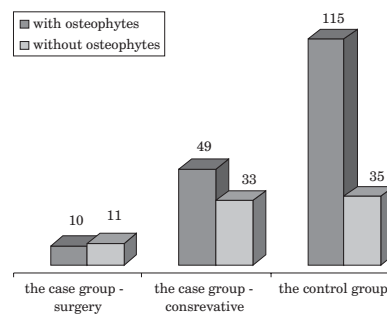 with osteophytes
without osteophytes
115
49
33
35
10
11
the case group -
surgery
the case group -
consrevative
the control group